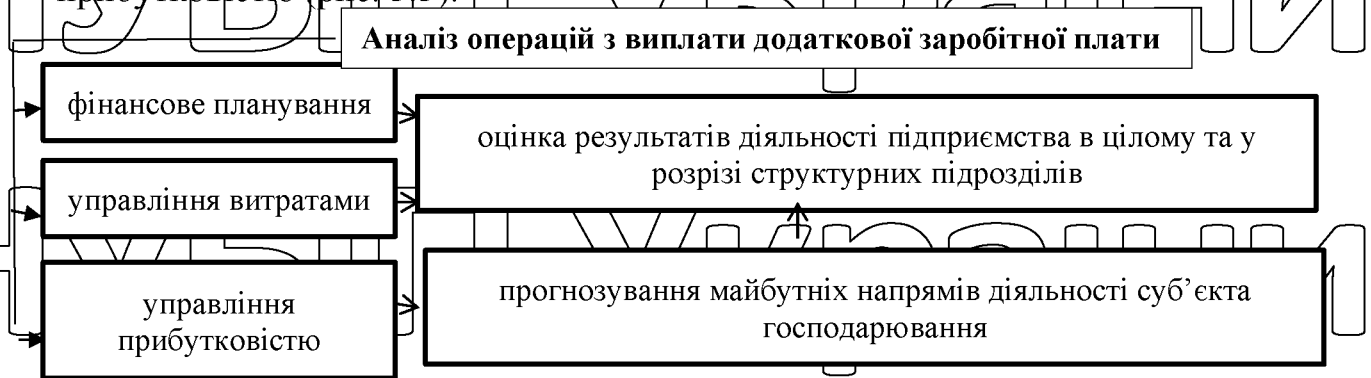 Аналіз операцій з виплати додаткової заробітної плати
фінансове планування
оцінка результатів діяльності підприємства в цілому та у
розрізі структурних підрозділів
управління витратами
управління
прибутковістю
прогнозування майбутніх напрямів діяльності суб’єкта
господарювання